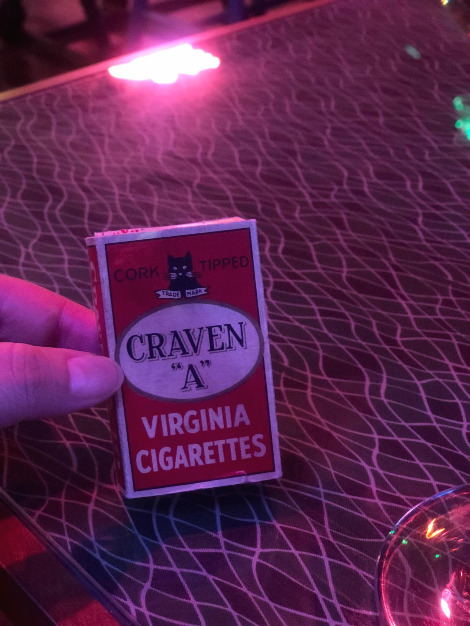 CORK TIPPED
TRADE MARK
CRAVEN
"A"
VIRGINIA
CIGARETTES